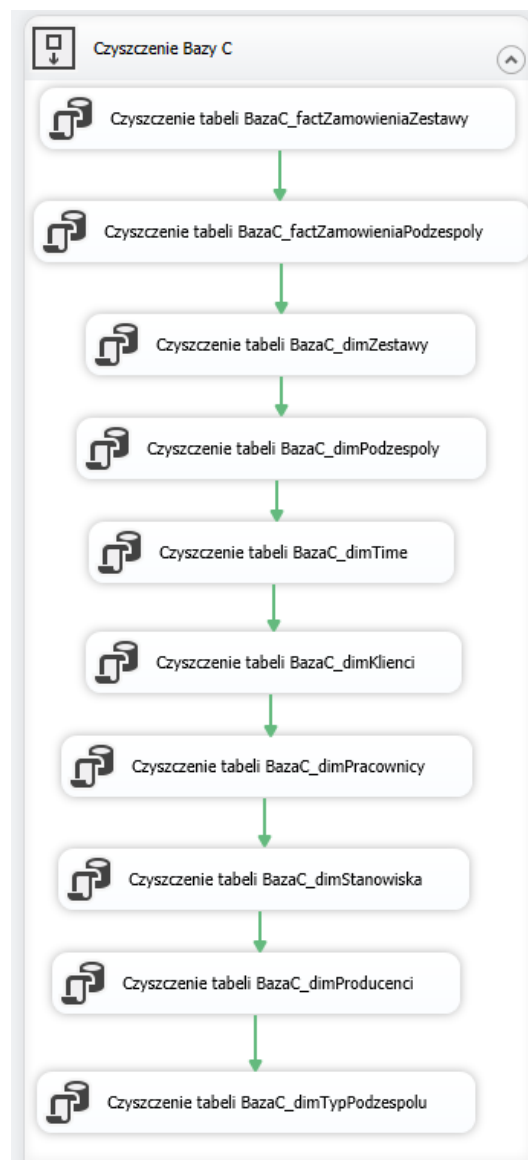 Czyszczenie Bazy C
Czyszczenie tabeli BazaC_factZamowieniaZestawy
Czyszczenie tabeli BazaC_factZamowieniaPodzespoly
Czyszczenie tabeli BazaC_dimZestawy
Czyszczenie tabeli BazaC_dimPodzespoly
Czyszczenie tabeli BazaC_dimTime
Czyszczenie tabeli BazaC_dimKlienci
Czyszczenie tabeli BazaC_dimPracownicy
Czyszczenie tabeli BazaC_dimStanowiska
Czyszczenie tabeli BazaC_dimProducenci
Czyszczenie tabeli BazaC_dimTypPodzespolu